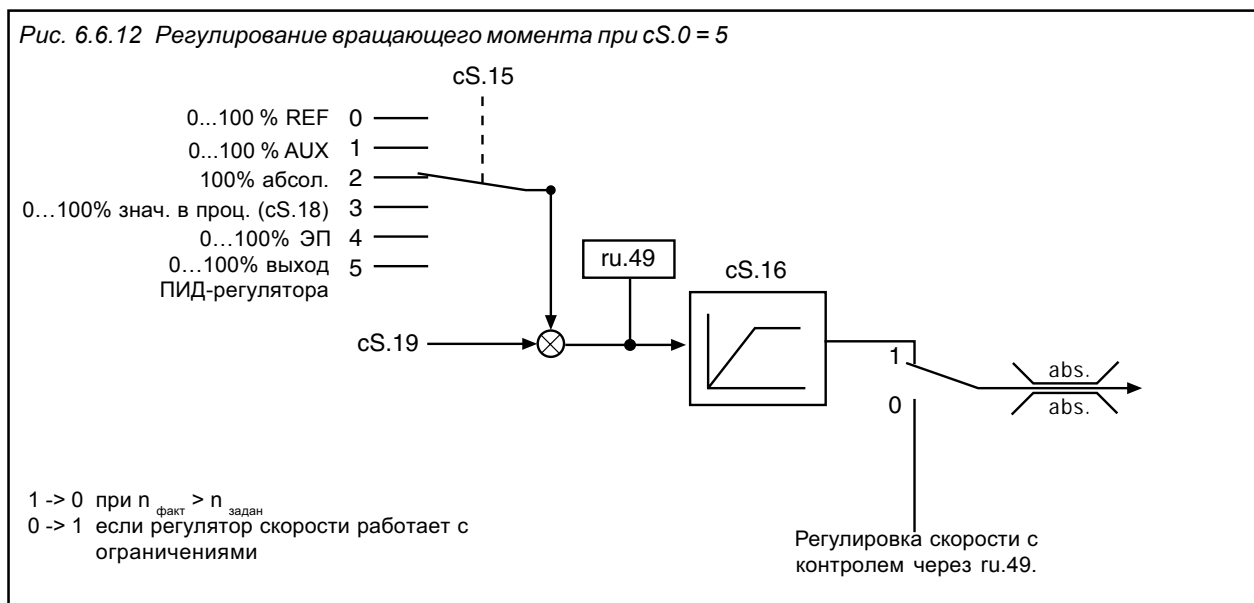 Рис. 6.6.12 Регулирование вращающего момента при cS.0 = 5
cS.15
0...100 % REF 0
0...100 % AUX 1
100% абсол. 2
0…100% знач. в проц. (cS.18) 3
0…100% ЭП 4
0…100% выход 5
ПИД-регулятора
ru.49
cS.16
cS.19
1
0
abs.
abs.
1 -> 0 при n факт > n задан
0 -> 1 если регулятор скорости работает с
ограничениями
Регулировка скорости с
контролем через ru.49.